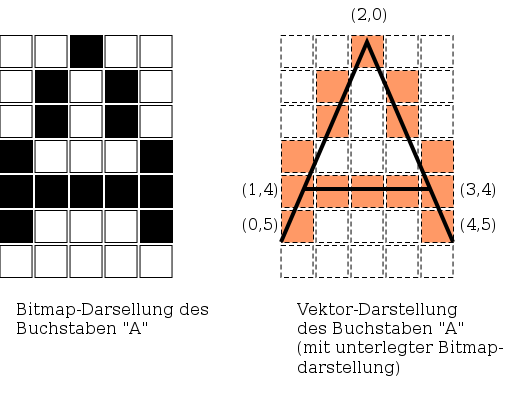 (2,0)
(1,4)
(3,4)
(0,5)
(4,5)
Bitmap-Darsellung des
Buchstaben "A"
Vektor-Darstellung
des Buchstaben "A"
(mit unterlegter Bitmap-
darstellung)